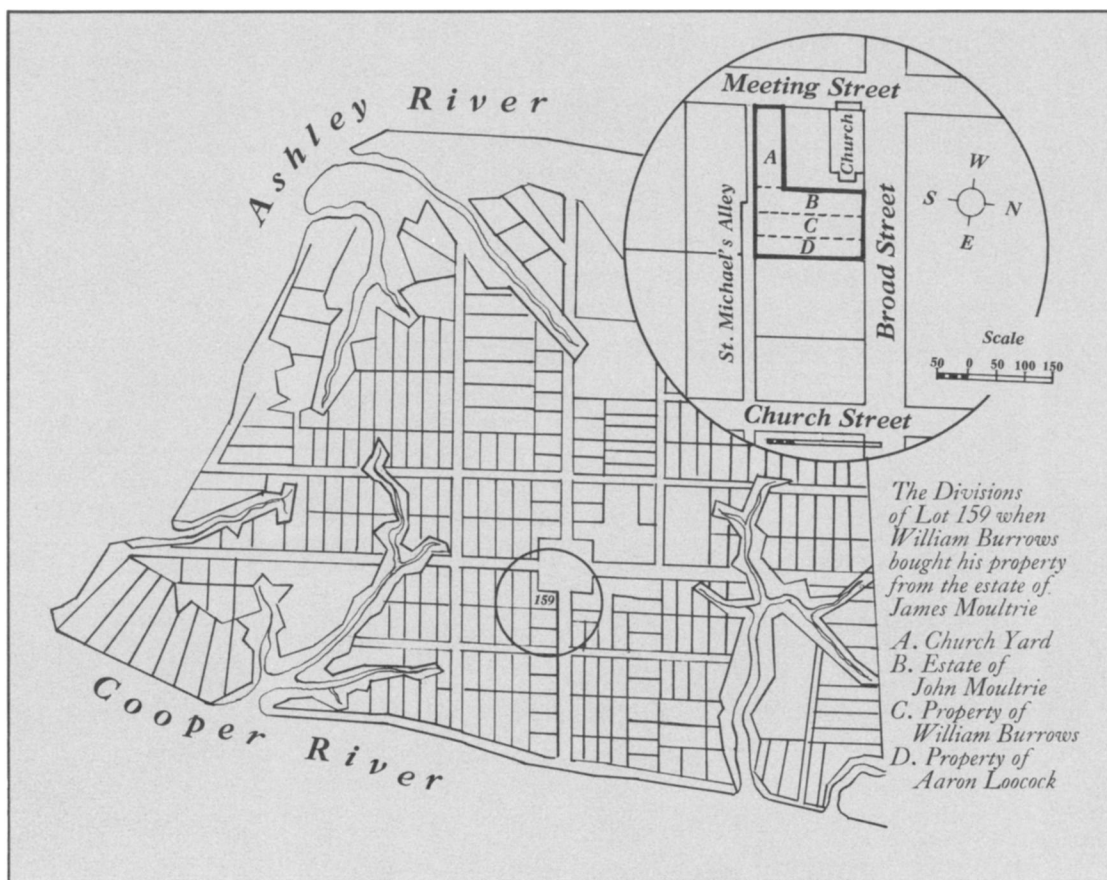 Ashley River
Meeting Street
Church
A
B
C
D
St. Michael's Alley
Broad Street
W
S N
E
Scale
50 0 50 100 150
Church Street
159
The Divisions
of Lot 159 when
William Burrows
bought his property
from the estate of
James Moultrie
A. Church Yard
B. Estate of
John Moultrie
C. Property of
William Burrows
D. Property of
Aaron Loocock
Cooper River